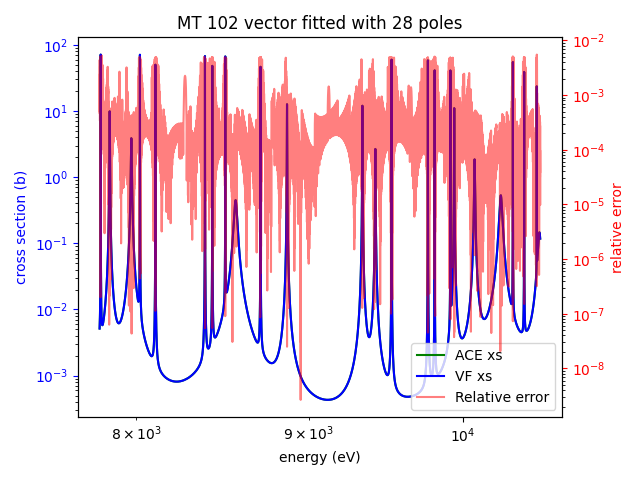 MT 102 vector fitted with 28 poles
10²
10¹
10⁰
10⁻¹
10⁻²
10⁻³
cross section (b)
10⁻²
10⁻³
10⁻⁴
10⁻⁵
10⁻⁶
10⁻⁷
10⁻⁸
relative error
ACE xs
VF xs
Relative error
8 × 10³
9 × 10³
10⁴
energy (eV)